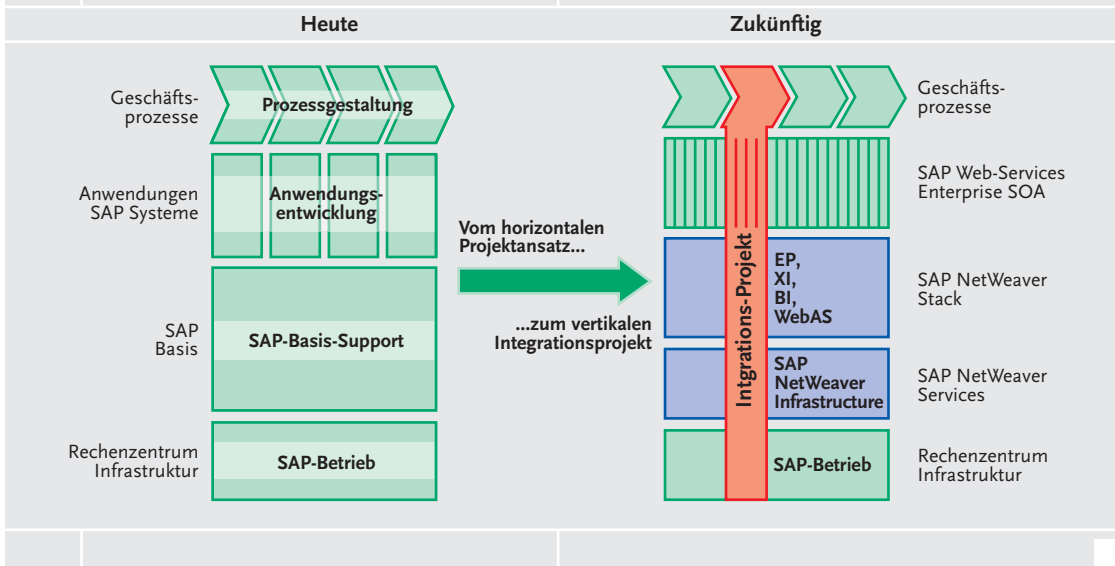 Heute
Zukünftig
Geschäfts-
prozesse
Prozessgestaltung
Anwendungen
SAP Systeme
Anwendungs-
entwicklung
SAP
Basis
SAP-Basis-Support
Rechenzentrum
Infrastruktur
SAP-Betrieb
Vom horizontalen
Projektansatz...
...zum vertikalen
Integrationsprojekt
Intgrations-Projekt
EP,
XI,
BI,
WebAS
SAP
NetWeaver
Infrastructure
SAP-Betrieb
Geschäfts-
prozesse
SAP Web-Services
Enterprise SOA
SAP NetWeaver
Stack
SAP NetWeaver
Services
Rechenzentrum
Infrastruktur